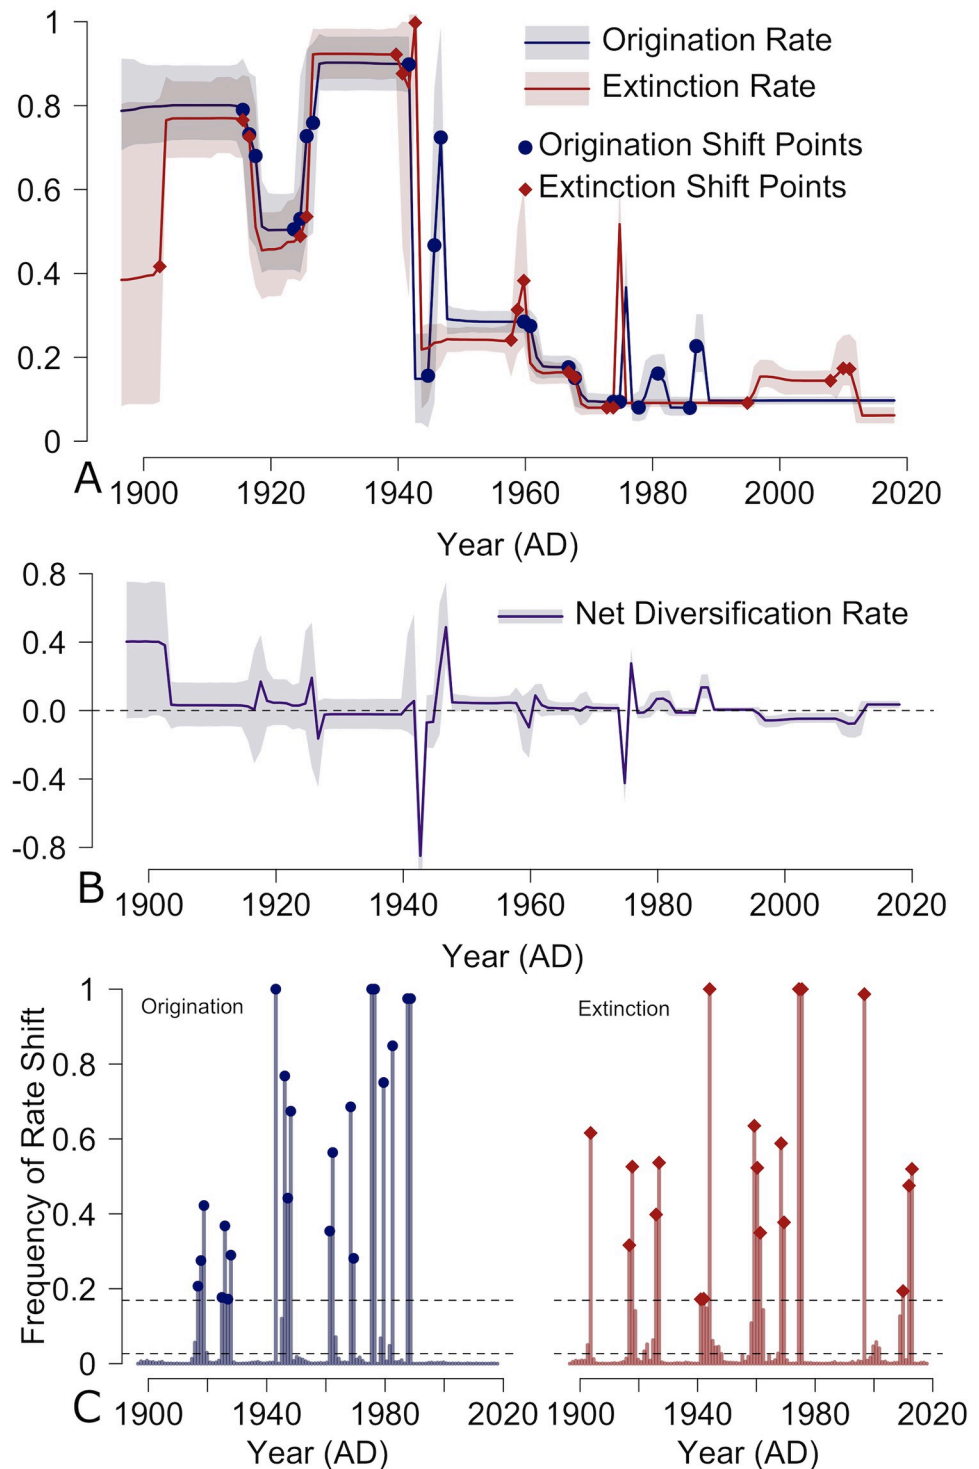 1
0.8
0.6
0.4
0.2
0
Origination Rate
Extinction Rate
Origination Shift Points
Extinction Shift Points
A
1900 1920 1940 1960 1980 2000 2020
Year (AD)
0.8
0.4
0.0
-0.4
-0.8
Net Diversification Rate
B
1900 1920 1940 1960 1980 2000 2020
Year (AD)
Frequency of Rate Shift
1
0.8
0.6
0.4
0.2
0
Origination
Extinction
C
1900 1940 1980 2020
1900 1940 1980 2020
Year (AD)
Year (AD)